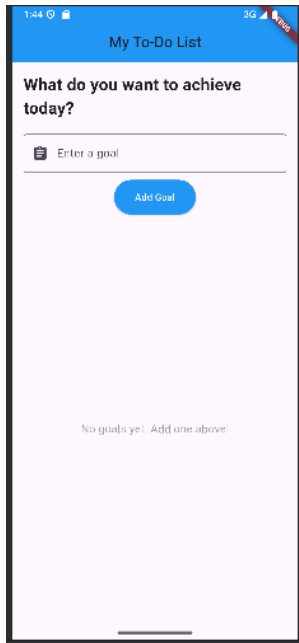 1:44 3G
DEBUG
My To-Do List
What do you want to achieve
today?
Enter a goal
Add Goal
No goals yet. Add one above!